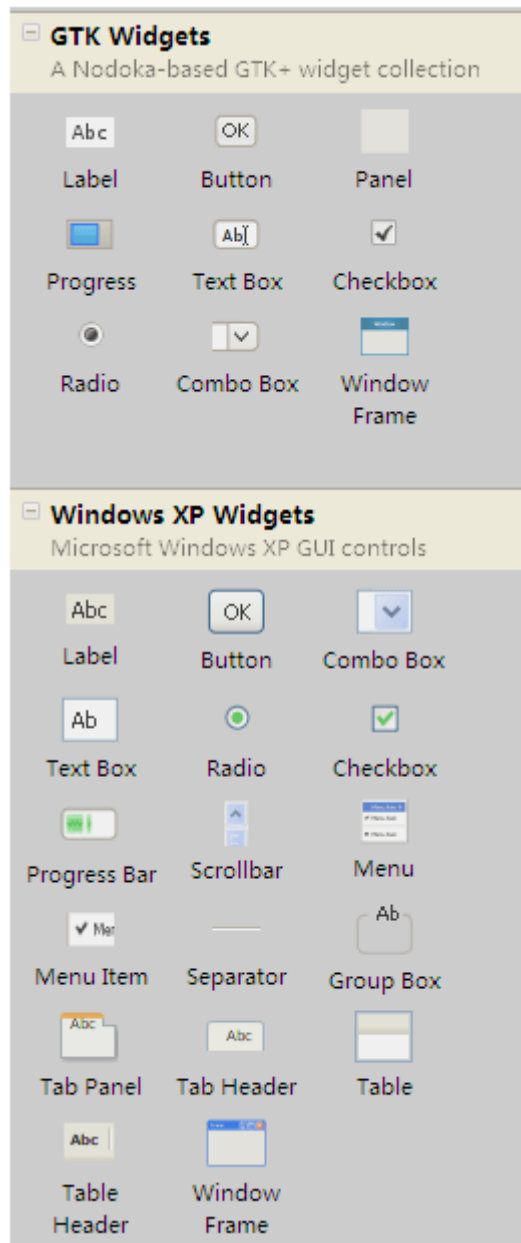 GTK Widgets
A Nodoka-based GTK+ widget collection
Abc
OK
Label
Button
Panel
Ab
Progress
Text Box
Checkbox
Radio
Combo Box
Window
Window
Frame
Windows XP Widgets
Microsoft Windows XP GUI controls
Abc
OK
Label
Button
Combo Box
Ab
Text Box
Radio
Checkbox
Progress Bar
Scrollbar
Menu
Men
Ab
Menu Item
Separator
Group Box
Abc
Abc
Tab Panel
Tab Header
Table
Abc
Table
Header
Window
Frame